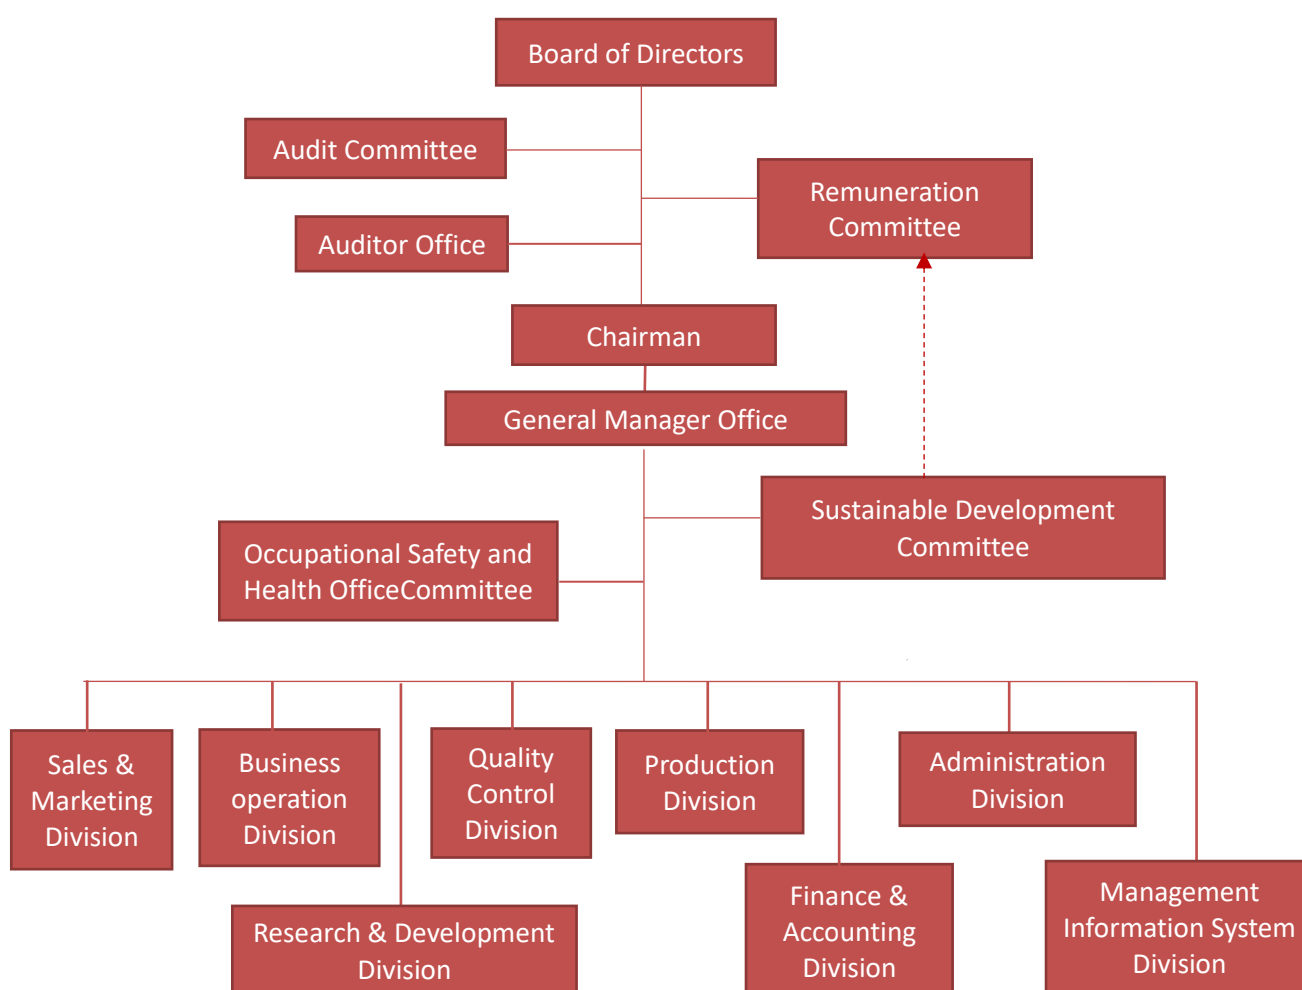 Board of Directors
Audit Committee
Remuneration
Committee
Auditor Office
Chairman
General Manager Office
Sustainable Development
Committee
Occupational Safety and
Health OfficeCommittee
Sales &
Marketing
Division
Business
operation
Division
Quality
Control
Division
Production
Division
Administration
Division
Research & Development
Division
Finance &
Accounting
Division
Management
Information System
Division